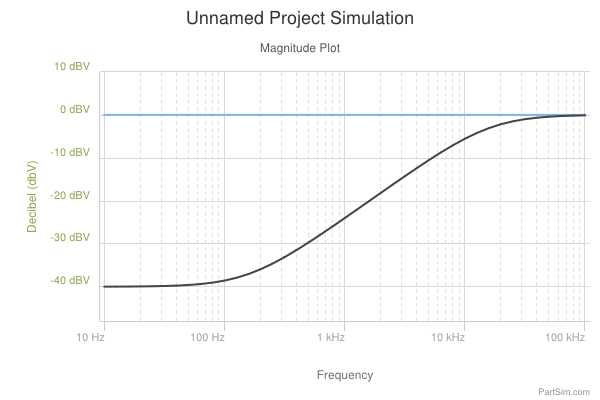 Unnamed Project Simulation
Magnitude Plot
10 dBV
0 dBV
-10 dBV
-20 dBV
-30 dBV
-40 dBV
Decibel (dbV)
10 Hz 100 Hz 1 kHz 10 kHz 100 kHz
Frequency
PartSim.com